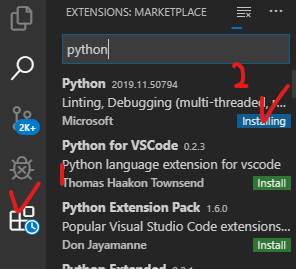 EXTENSIONS: MARKETPLACE
python
2
Python 2019.11.50794
Linting, Debugging (multi-threaded, r...
Microsoft Installing
2K+
Python for VSCode 0.2.3
1
Python language extension for vscode
Thomas Haakon Townsend Install
Python Extension Pack 1.6.0
Popular Visual Studio Code extensions...
Don Jayamanne Install